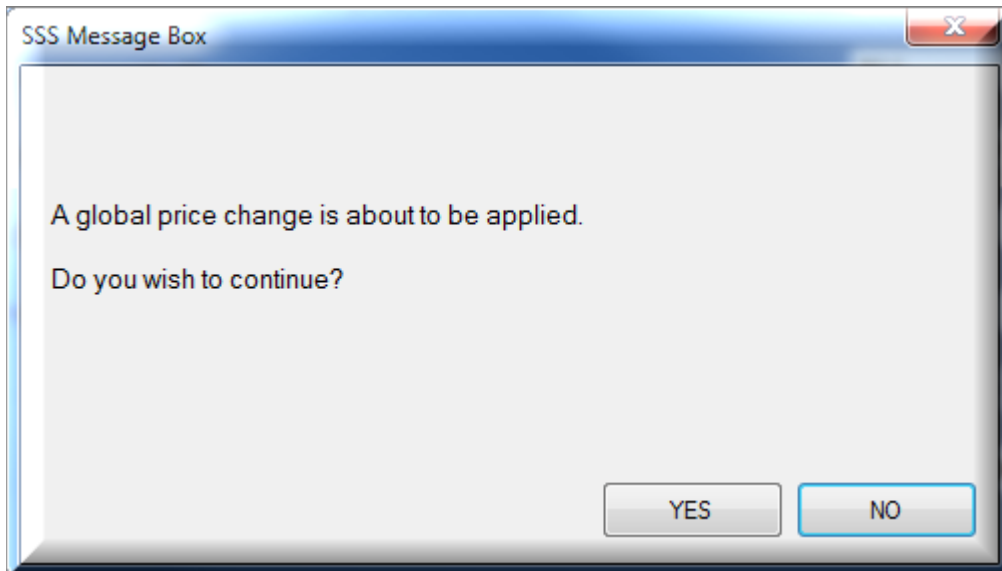 SSS Message Box
A global price change is about to be applied.
Do you wish to continue?
YES
NO